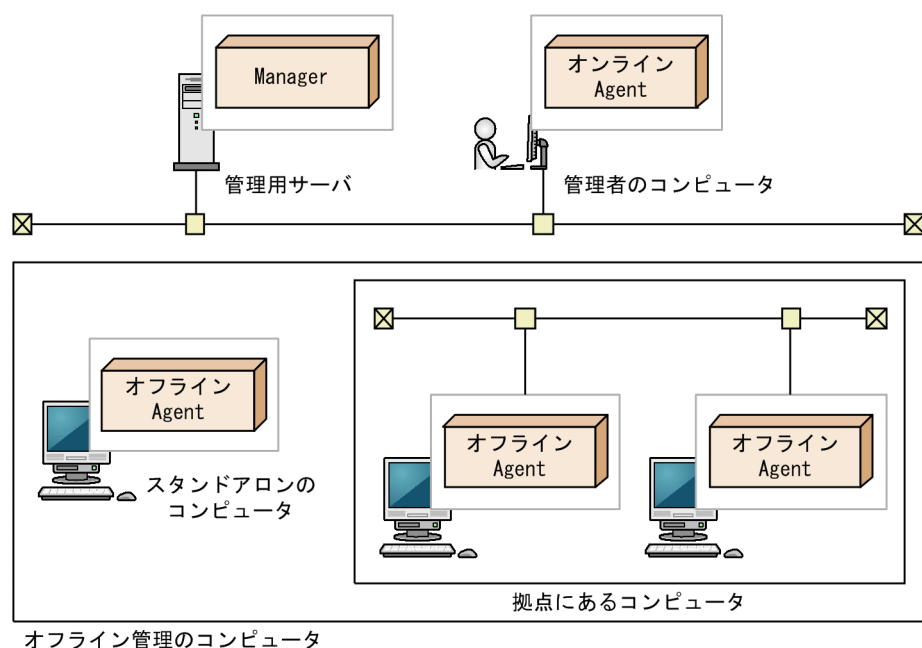 Manager
オンライン
Agent
管理用サーバ
管理者のコンピュータ
オフライン
Agent
スタンドアロンの
コンピュータ
オフライン
Agent
オフライン
Agent
拠点にあるコンピュータ
オフライン管理のコンピュータ